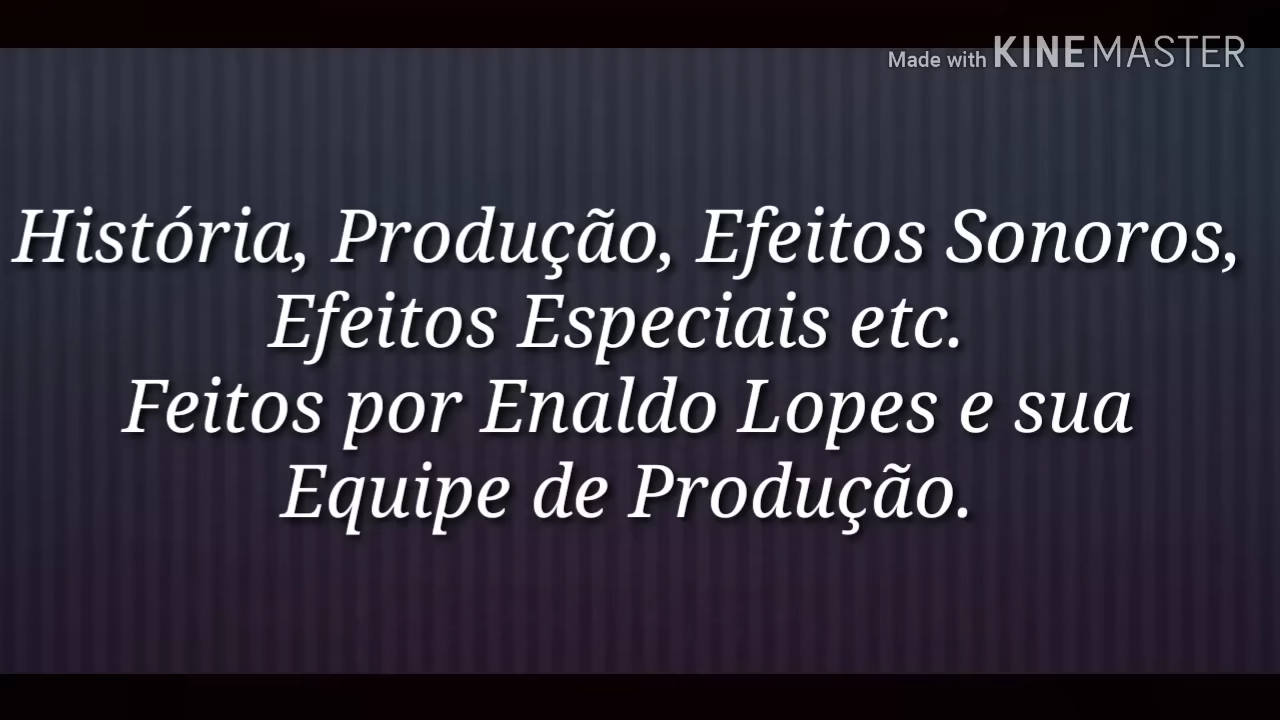 Made with KINEMASTER
História, Produção, Efeitos Sonoros,
Efeitos Especiais etc.
Feitos por Enaldo Lopes e sua
Equipe de Produção.